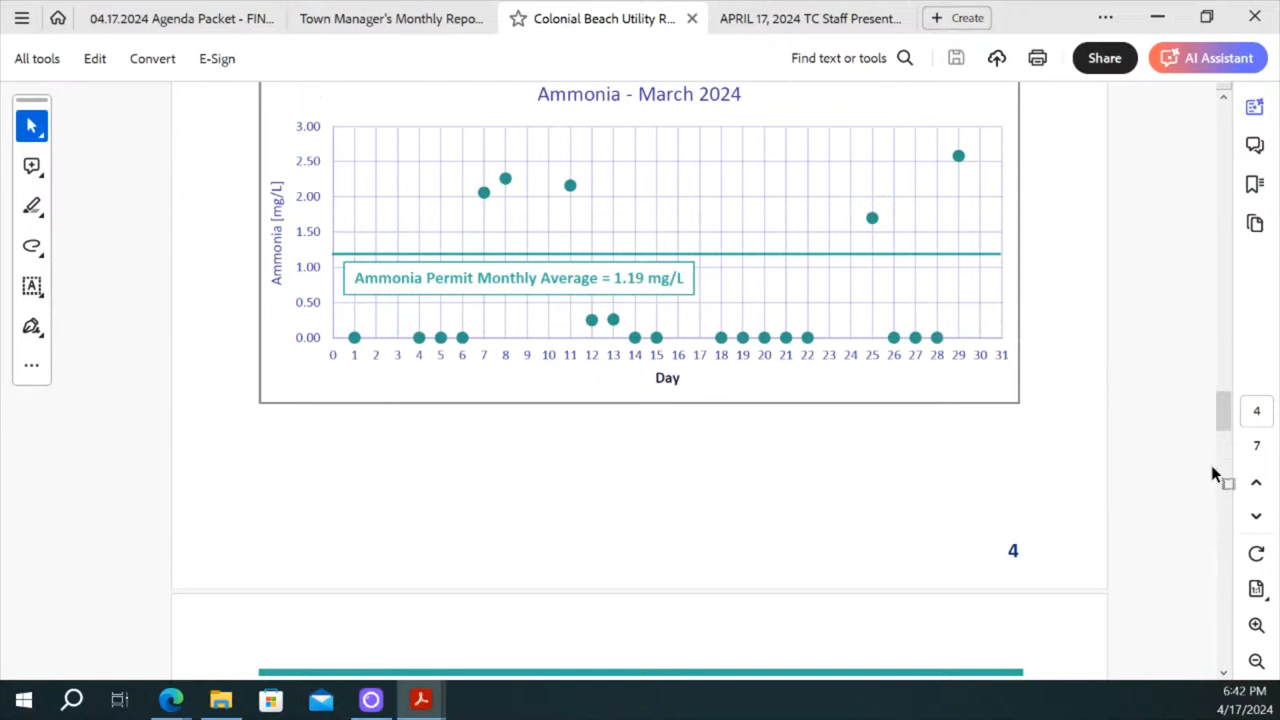 04.17.2024 Agenda Packet - FIN...
Town Manager's Monthly Repo...
Colonial Beach Utility R...
APRIL 17, 2024 TC Staff Present...
Create
All tools
Edit
Convert
E-Sign
Find text or tools
Share
AI Assistant
Ammonia - March 2024
Ammonia [mg/L]
3.00
2.50
2.00
1.50
1.00
0.50
0.00
Ammonia Permit Monthly Average = 1.19 mg/L
0 1 2 3 4 5 6 7 8 9 10 11 12 13 14 15 16 17 18 19 20 21 22 23 24 25 26 27 28 29 30 31
Day
4
4
7
1:1
6:42 PM
4/17/2024